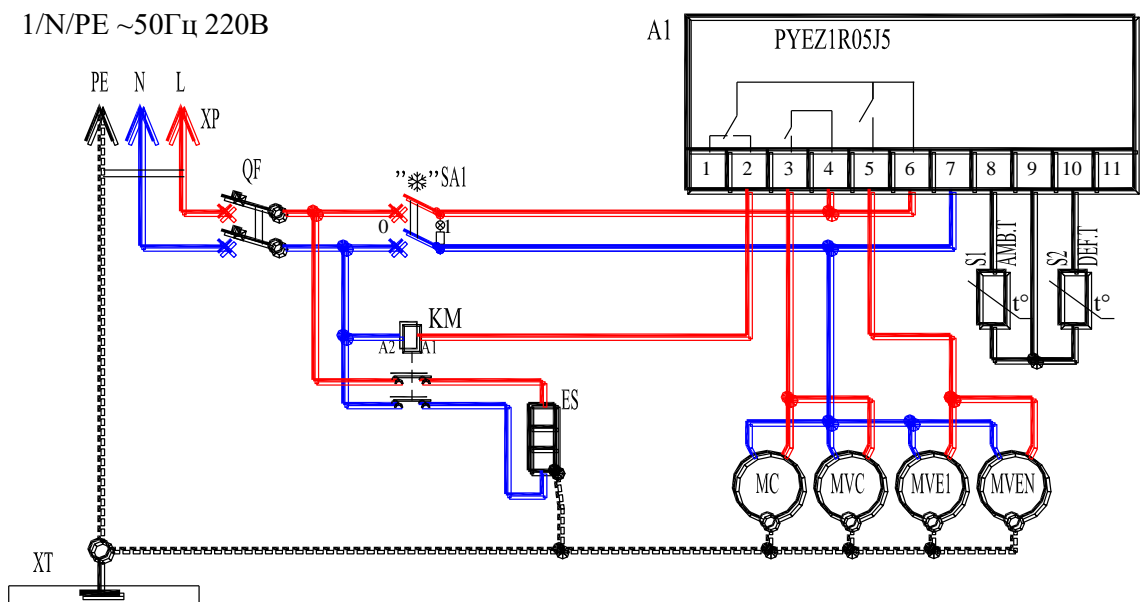 1/N/PE ~50Гц 220В
A1
PYEZ1R05J5
PE N L
XP
1 2 3 4 5 6 7 8 9 10 11
QF
"❄" SA1
0 1
S1
AMB.T
t°
S2
DEF.T
t°
KM
A2 A1
ES
MC MVC MVE1 MVEN
XT